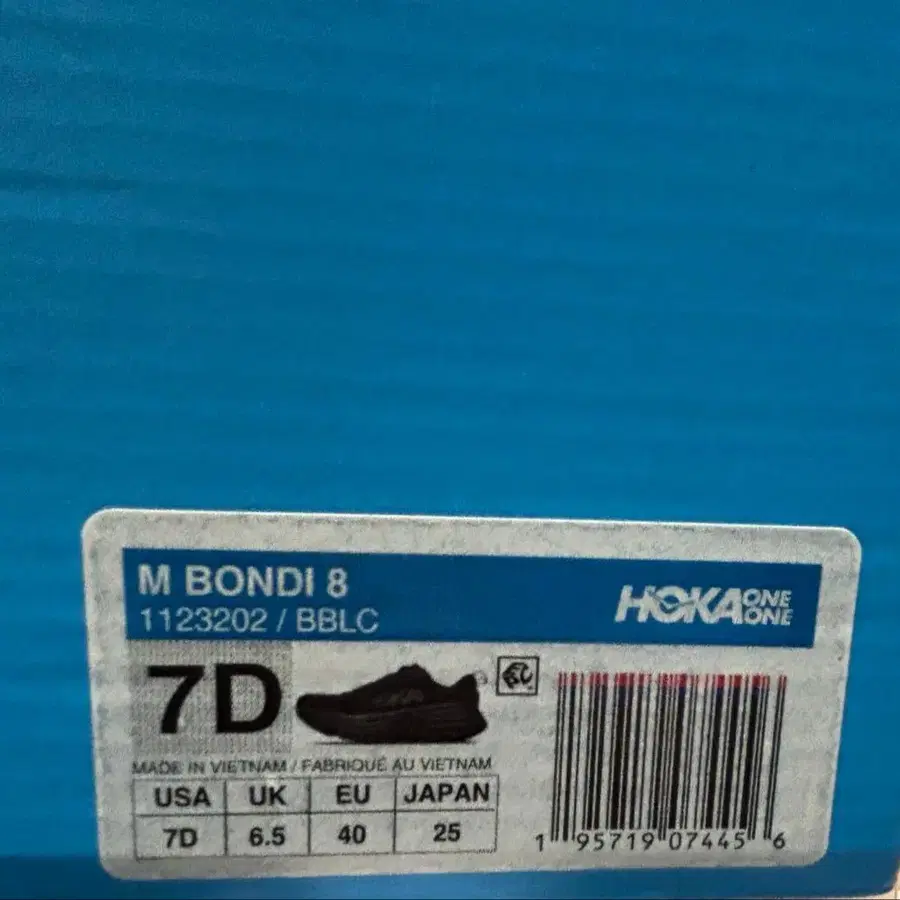 M BONDI 8
1123202 / BBLC
HOKA ONE ONE
7D
MADE IN VIETNAM / FABRIQUÉ AU VIETNAM
USA UK EU JAPAN
7D 6.5 40 25
1 95719 07445 6